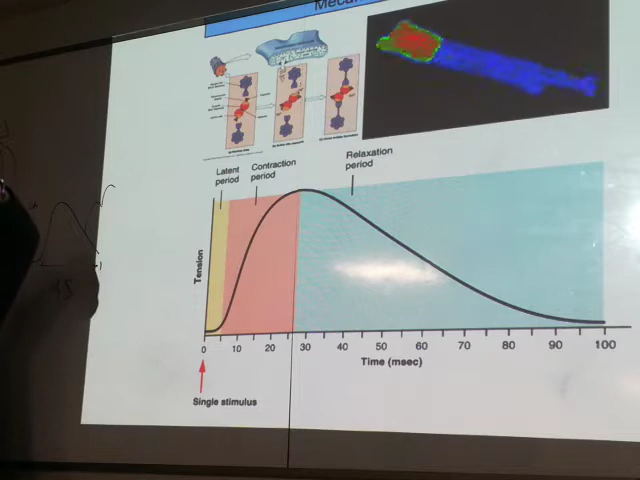 Latent
period
Contraction
period
Relaxation
period
Tension
0 10 20 30 40 50 60 70 80 90 100
Time (msec)
Single stimulus